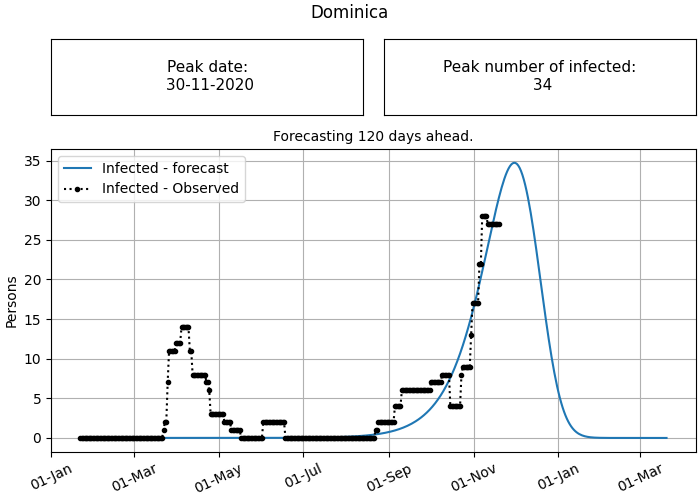 Dominica
Peak date:
30-11-2020
Peak number of infected:
34
Forecasting 120 days ahead.
Infected - forecast
Infected - Observed
Persons
35
30
25
20
15
10
5
0
01-Jan
01-Mar
01-May
01-Jul
01-Sep
01-Nov
01-Jan
01-Mar